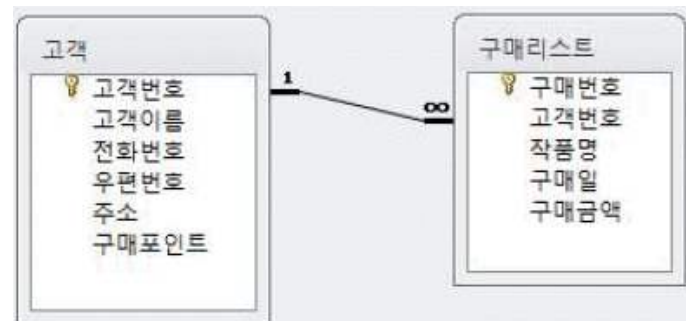 고객
고객번호
고객이름
전화번호
우편번호
주소
구매포인트
1
∞
구매리스트
구매번호
고객번호
작품명
구매일
구매금액